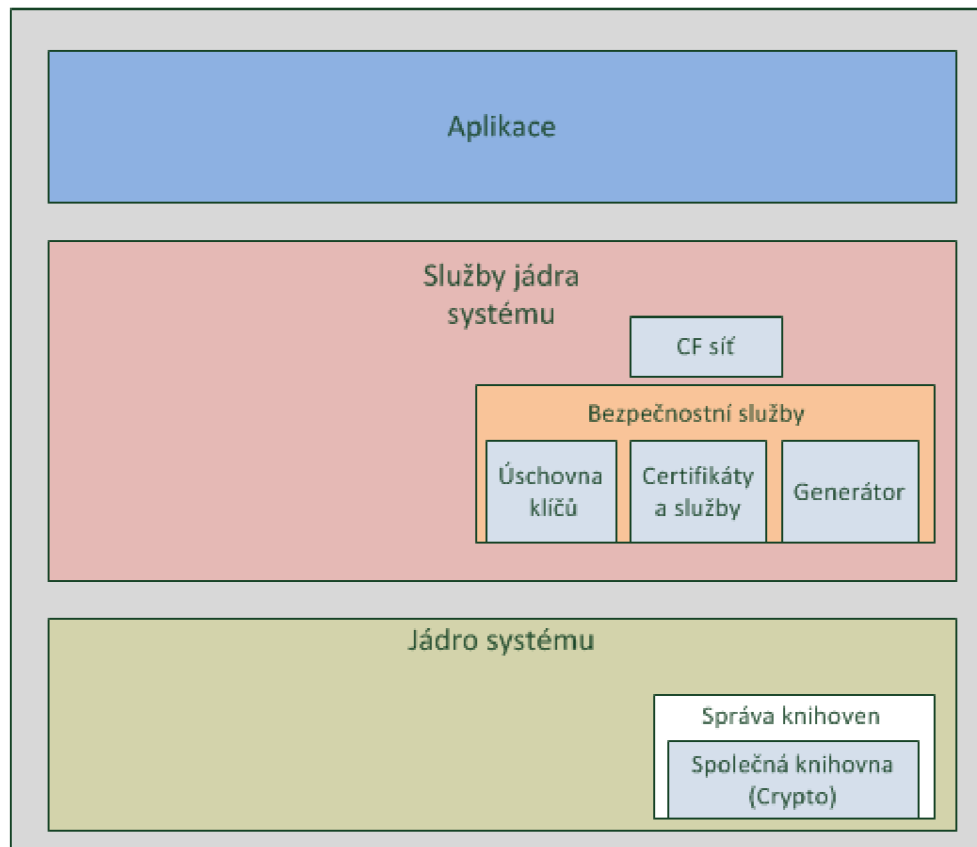 Aplikace
Služby jádra
systému
CF síť
Bezpečnostní služby
Úschovna
klíčů
Certifikáty
a služby
Generátor
Jádro systému
Správa knihoven
Společná knihovna
(Crypto)